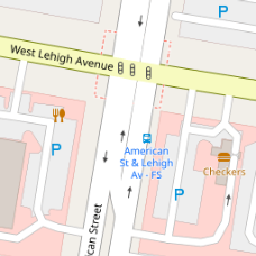 P
West Lehigh Avenue
P
American
St & Lehigh
Av - FS
Checkers
P
can Street